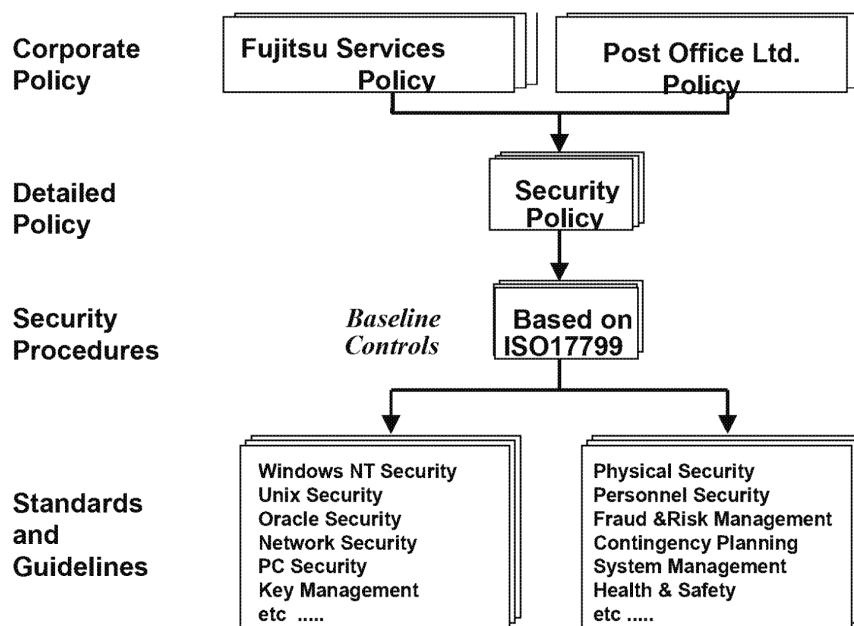 Corporate
Policy
Fujitsu Services
Policy
Post Office Ltd.
Policy
Detailed
Policy
Security
Policy
Security
Procedures
Baseline
Controls
Based on
ISO17799
Standards
and
Guidelines
Windows NT Security
Unix Security
Oracle Security
Network Security
PC Security
Key Management
etc .....
Physical Security
Personnel Security
Fraud &Risk Management
Contingency Planning
System Management
Health & Safety
etc .....